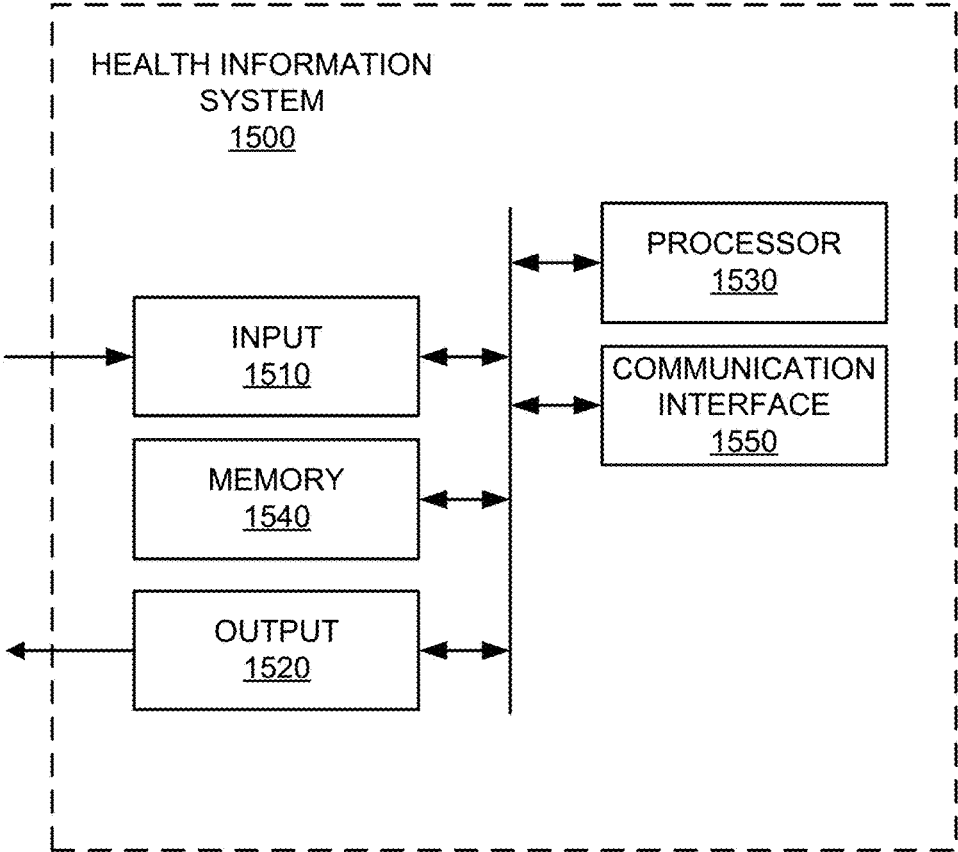 HEALTH INFORMATION
SYSTEM
1500
PROCESSOR
1530
INPUT
1510
COMMUNICATION
INTERFACE
1550
MEMORY
1540
OUTPUT
1520